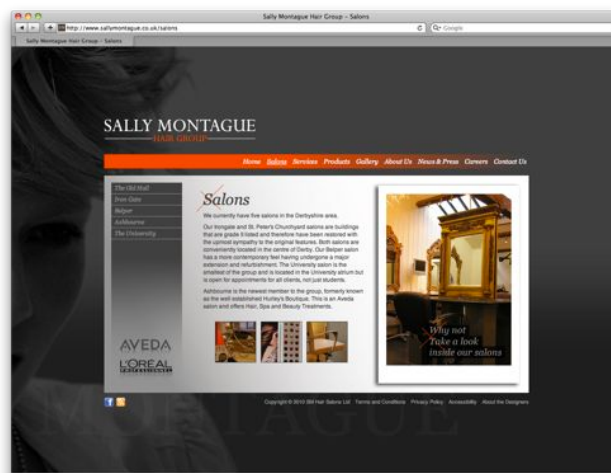 Sally Montague Hair Group – Salons
http://www.sallymontague.co.uk/salons
Google
Sally Montague Hair Group – Salons
SALLY MONTAGUE
HAIR GROUP
Home Salons Services Products Gallery About Us News & Press Careers Contact Us
The Old Hall
Iron Gate
Belper
Ashbourne
The University
AVEDA
L'ORÉAL
PROFESSIONNEL
Salons
We currently have five salons in the Derbyshire area.
Our Irongate and St. Peter's Churchyard salons are buildings
that are grade II listed and therefore have been restored with
the upmost sympathy to the original features. Both salons are
conveniently located in the centre of Derby. Our Belper salon
has a more contemporary feel having undergone a major
extension and refurbishment. The University salon is the
smallest of the group and is located in the University atrium but
is open for appointments for all clients, not just students.
Ashbourne is the newest member to the group, formerly known
as the well established Hurley's Boutique. This is an Aveda
salon and offers Hair, Spa and Beauty Treatments.
Why not
Take a look
inside our salons
Copyright © 2010 SM Hair Salons Ltd Terms and Conditions Privacy Policy Accessibility About the Designers
MONTAGUE